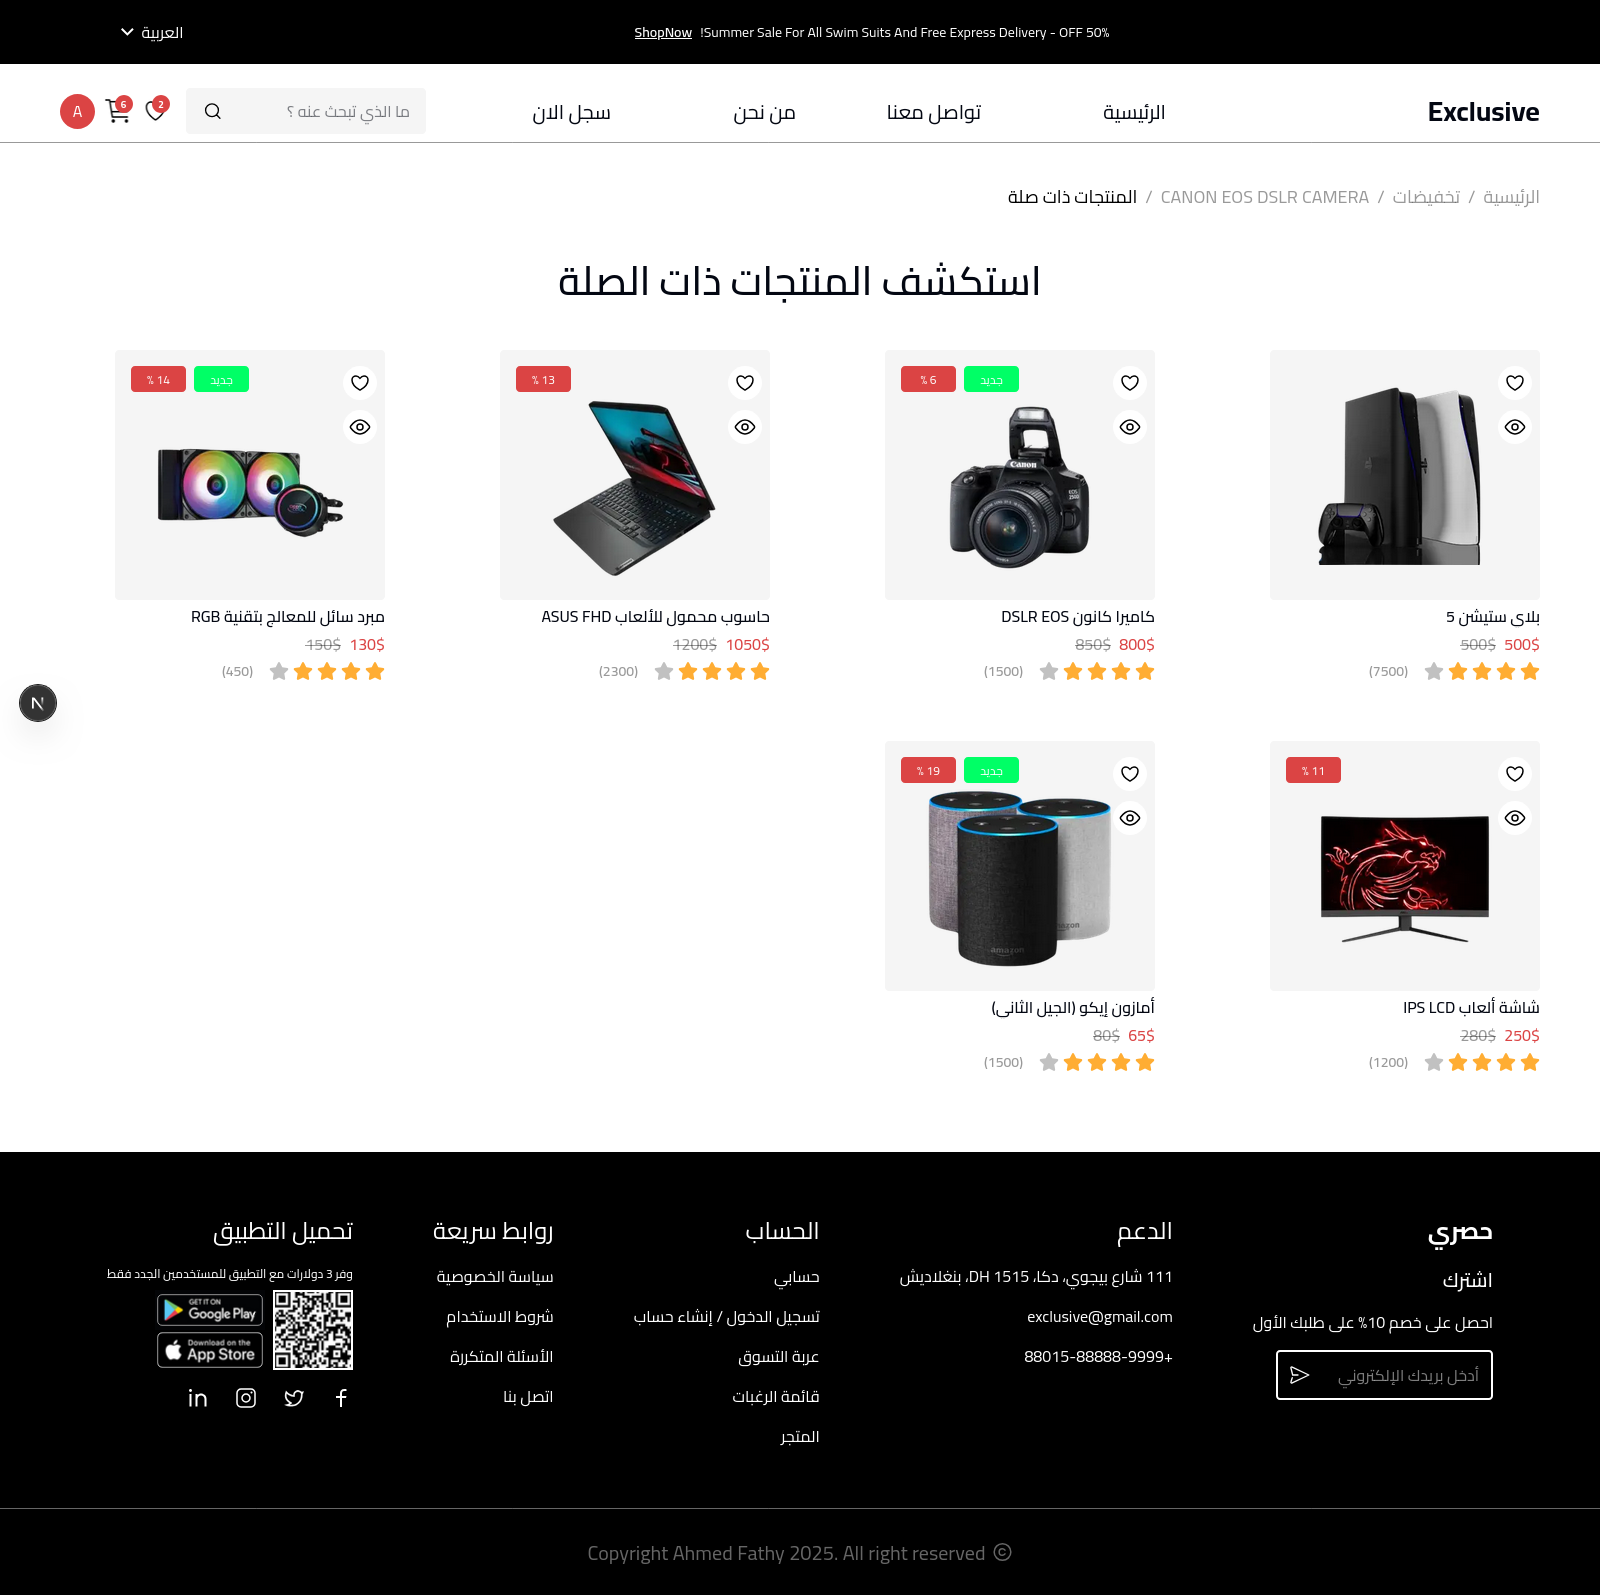 Summer Sale For All Swim Suits And Free Express Delivery - OFF 50%! ShopNow
العربية
Exclusive
الرئيسية
تواصل معنا
من نحن
سجل الان
ما الذي تبحث عنه ؟
2
6
A
الرئيسية / تخفيضات / CANON EOS DSLR CAMERA / المنتجات ذات صلة
استكشف المنتجات ذات الصلة
بلاي ستيشن 5
500$ 500$
(7500)
جديد
6 %
Canon
EOS
250D
كاميرا كانون DSLR EOS
800$ 850$
(1500)
13 %
حاسوب محمول للألعاب ASUS FHD
1050$ 1200$
(2300)
جديد
14 %
مبرد سائل للمعالج بتقنية RGB
130$ 150$
(450)
N
11 %
شاشة ألعاب IPS LCD
250$ 280$
(1200)
جديد
19 %
amazon
أمازون إيكو (الجيل الثاني)
65$ 80$
(1500)
حصري
اشترك
احصل على خصم 10% على طلبك الأول
أدخل بريدك الإلكتروني
الدعم
111 شارع بيجوي، دكا، DH 1515، بنغلاديش
exclusive@gmail.com
88015-88888-9999+
الحساب
حسابي
تسجيل الدخول / إنشاء حساب
عربة التسوق
قائمة الرغبات
المتجر
روابط سريعة
سياسة الخصوصية
شروط الاستخدام
الأسئلة المتكررة
اتصل بنا
تحميل التطبيق
وفر 3 دولارات مع التطبيق للمستخدمين الجدد فقط
GET IT ON
Google Play
Download on the
App Store
© Copyright Ahmed Fathy 2025. All right reserved